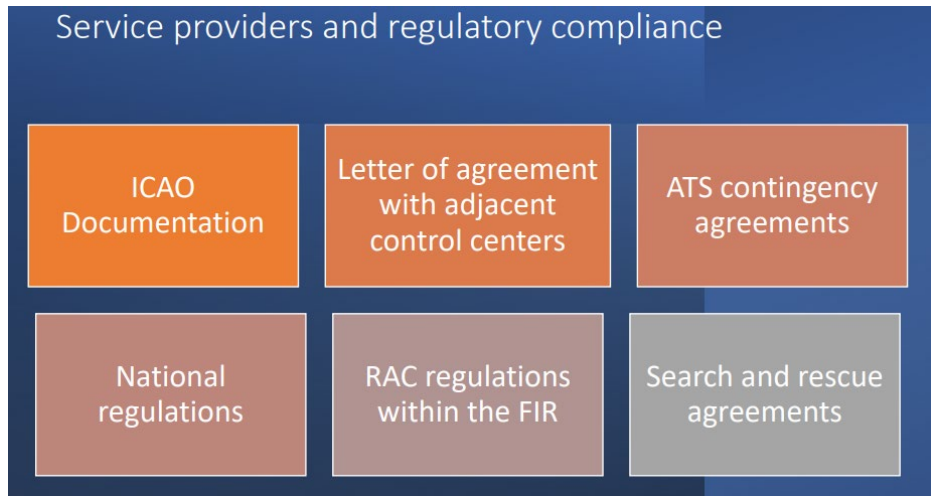 Service providers and regulatory compliance
ICAO
Documentation
Letter of agreement
with adjacent
control centers
ATS contingency
agreements
National
regulations
RAC regulations
within the FIR
Search and rescue
agreements